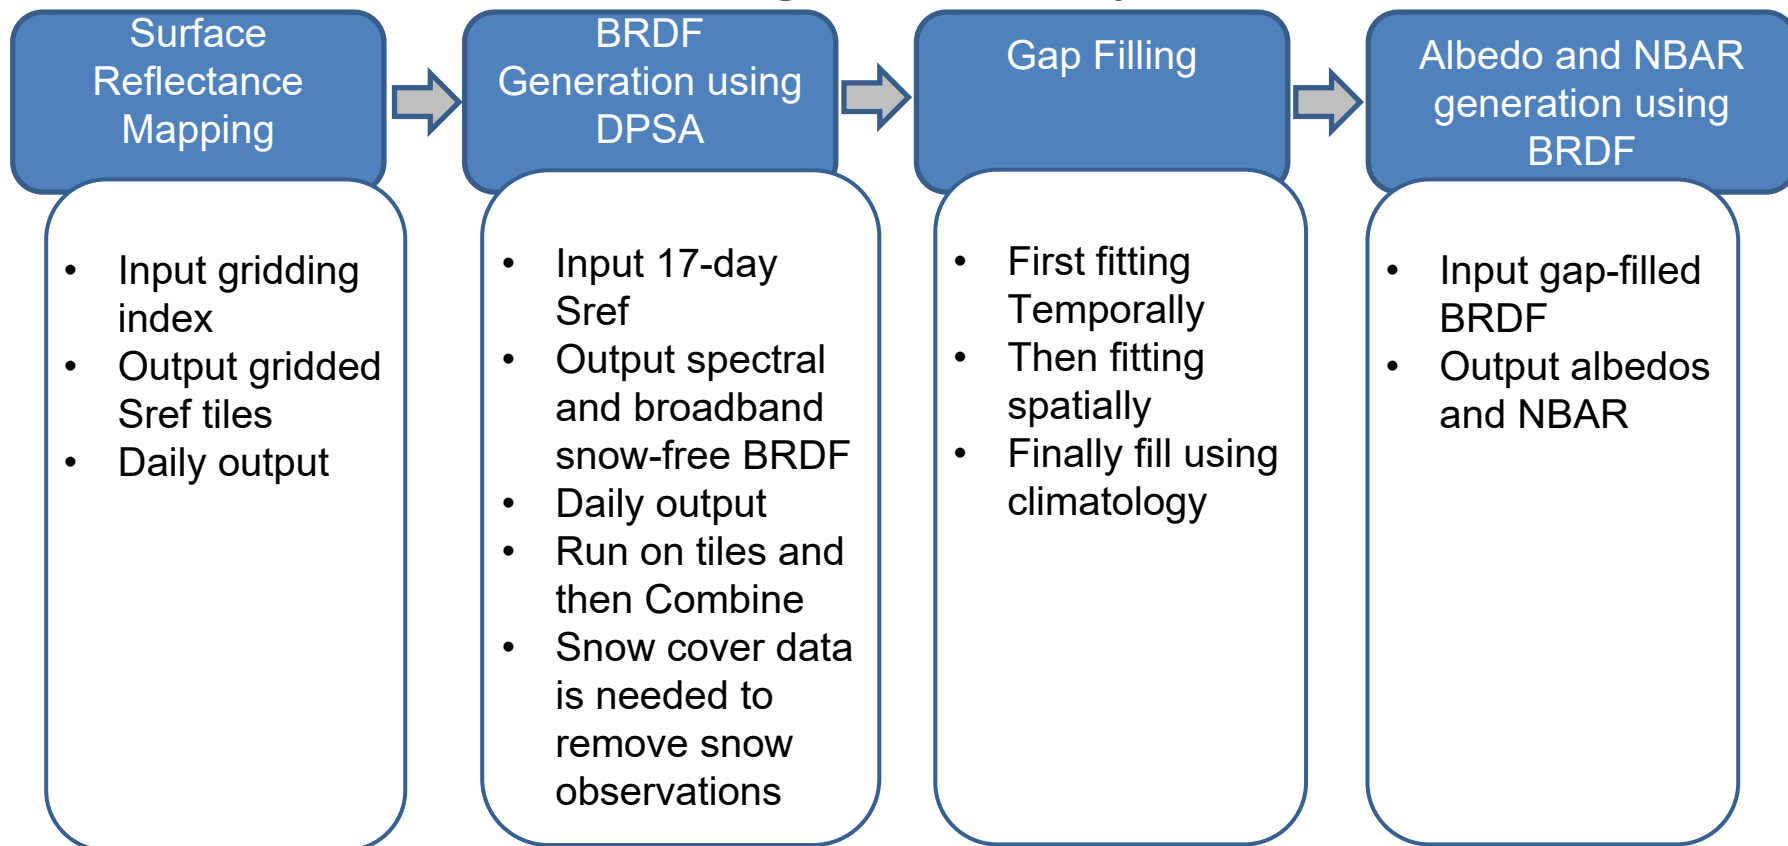 Surface
Reflectance
Mapping
• Input gridding
index
• Output gridded
Sref tiles
• Daily output
BRDF
Generation using
DPSA
• Input 17-day
Sref
• Output spectral
and broadband
snow-free BRDF
• Daily output
• Run on tiles and
then Combine
• Snow cover data
is needed to
remove snow
observations
Gap Filling
• First fitting
Temporally
• Then fitting
spatially
• Finally fill using
climatology
Albedo and NBAR
generation using
BRDF
• Input gap-filled
BRDF
• Output albedos
and NBAR